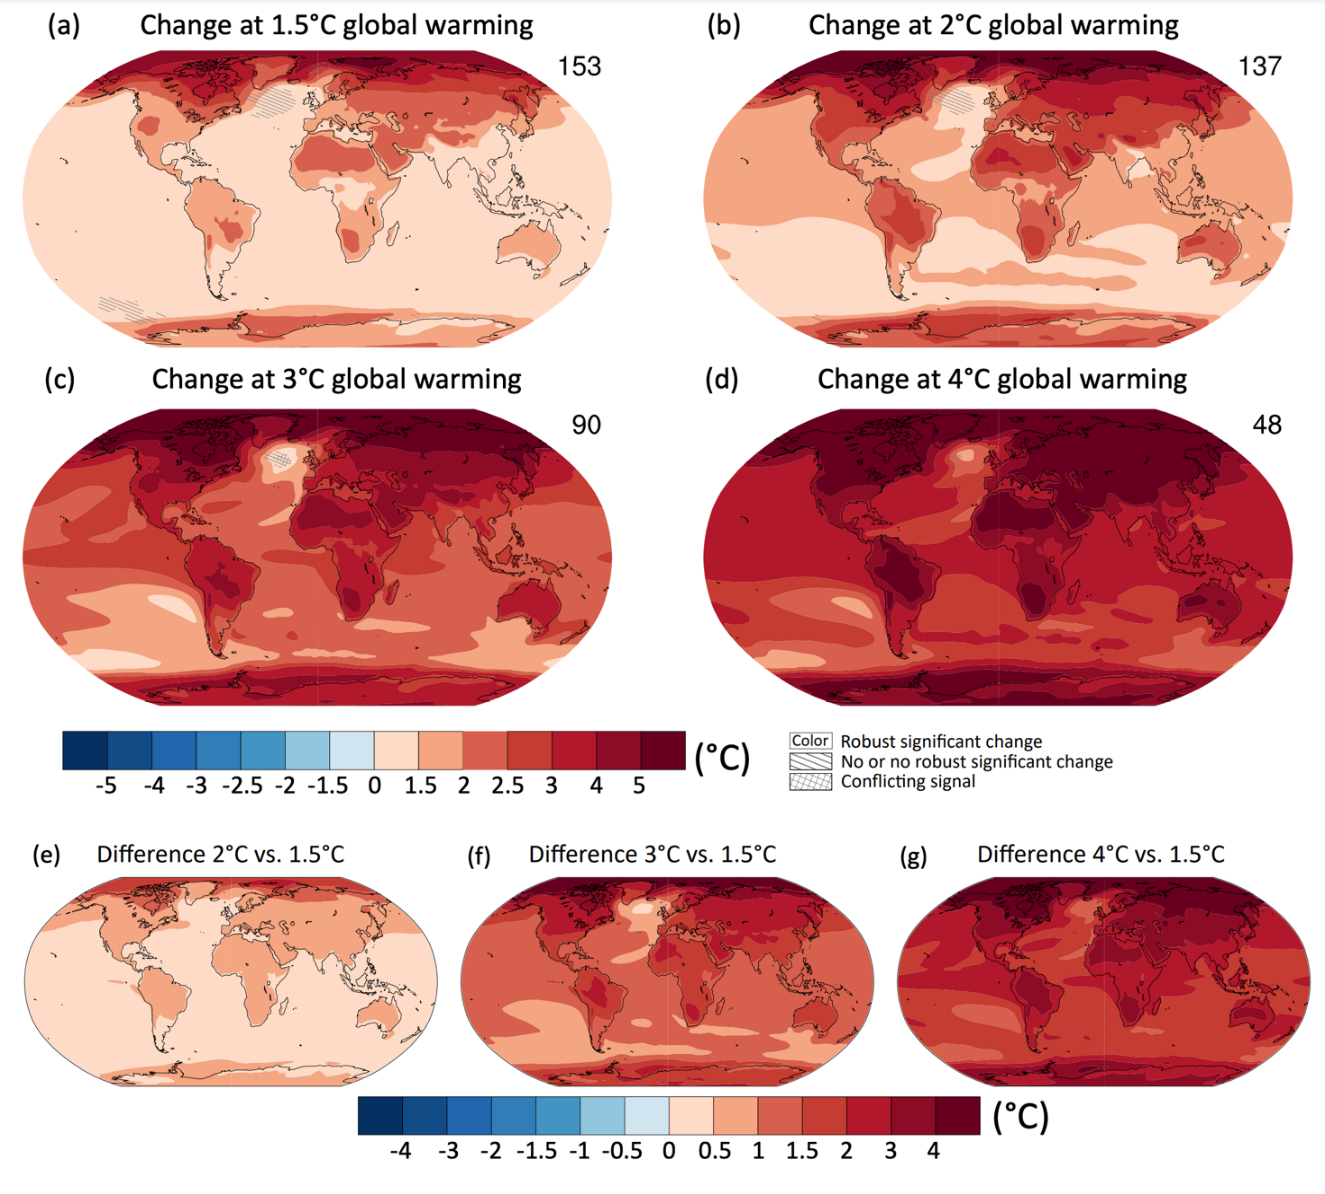 (a) Change at 1.5°C global warming
153
(b) Change at 2°C global warming
137
(c) Change at 3°C global warming
90
(d) Change at 4°C global warming
48
-5 -4 -3 -2.5 -2 -1.5 0 1.5 2 2.5 3 4 5
(°C)
Color Robust significant change
No or no robust significant change
Conflicting signal
(e) Difference 2°C vs. 1.5°C
(f) Difference 3°C vs. 1.5°C
(g) Difference 4°C vs. 1.5°C
-4 -3 -2 -1.5 -1 -0.5 0 0.5 1 1.5 2 3 4
(°C)